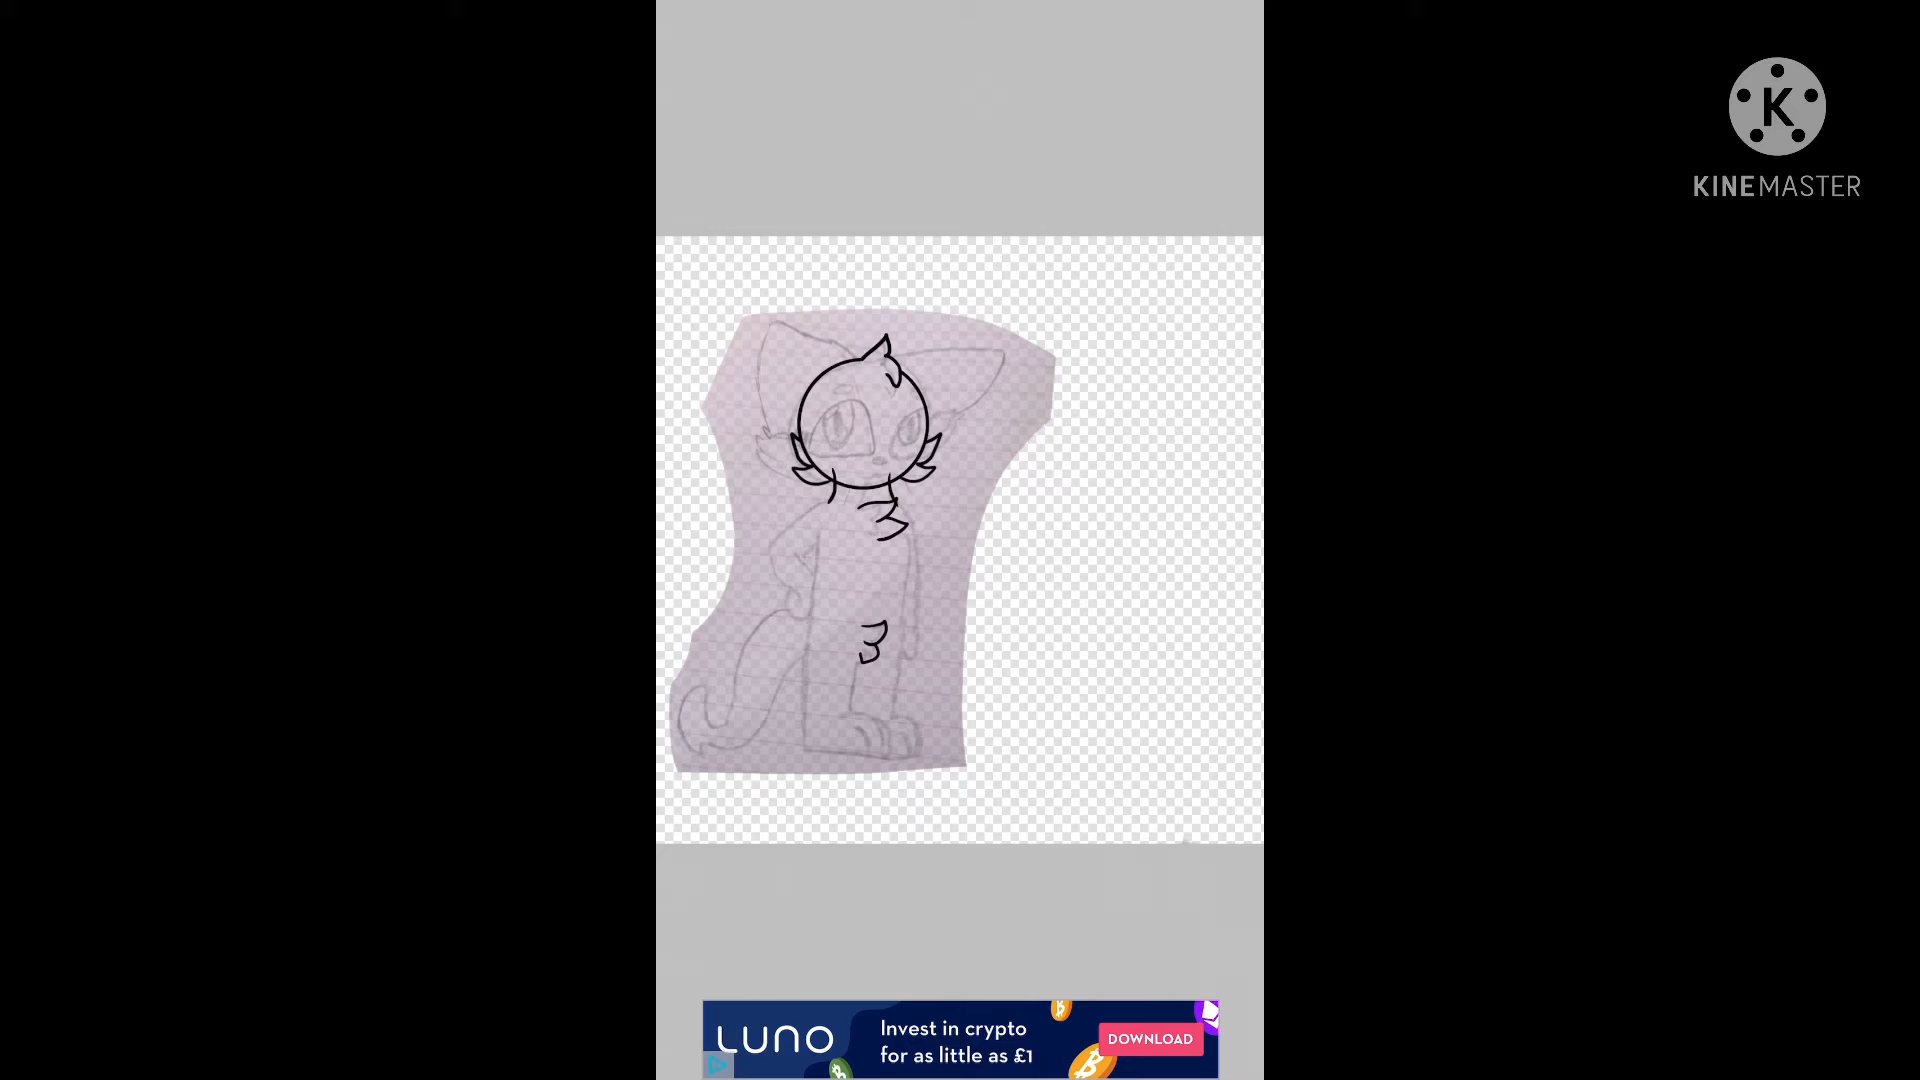 K
KINEMASTER
LUNO
Invest in crypto
for as little as £1
DOWNLOAD